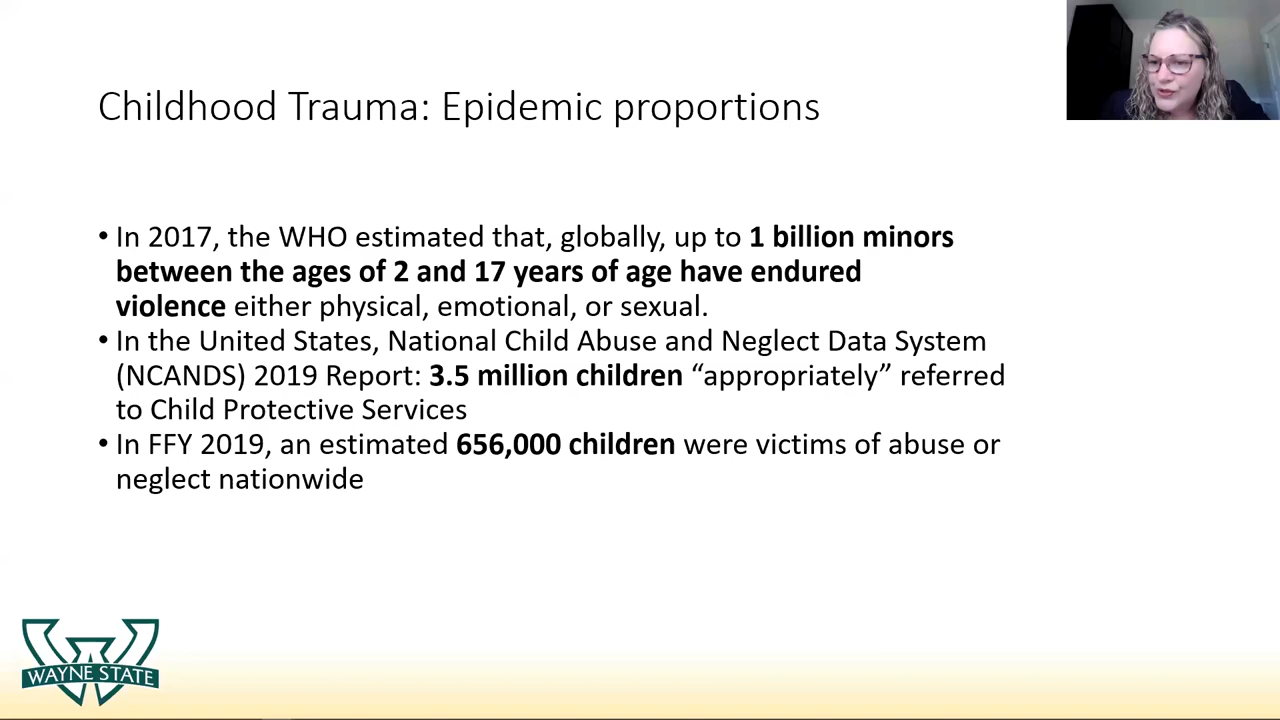 Childhood Trauma: Epidemic proportions
• In 2017, the WHO estimated that, globally, up to 1 billion minors
between the ages of 2 and 17 years of age have endured
violence either physical, emotional, or sexual.
• In the United States, National Child Abuse and Neglect Data System
(NCANDS) 2019 Report: 3.5 million children “appropriately” referred
to Child Protective Services
• In FFY 2019, an estimated 656,000 children were victims of abuse or
neglect nationwide
WAYNE STATE